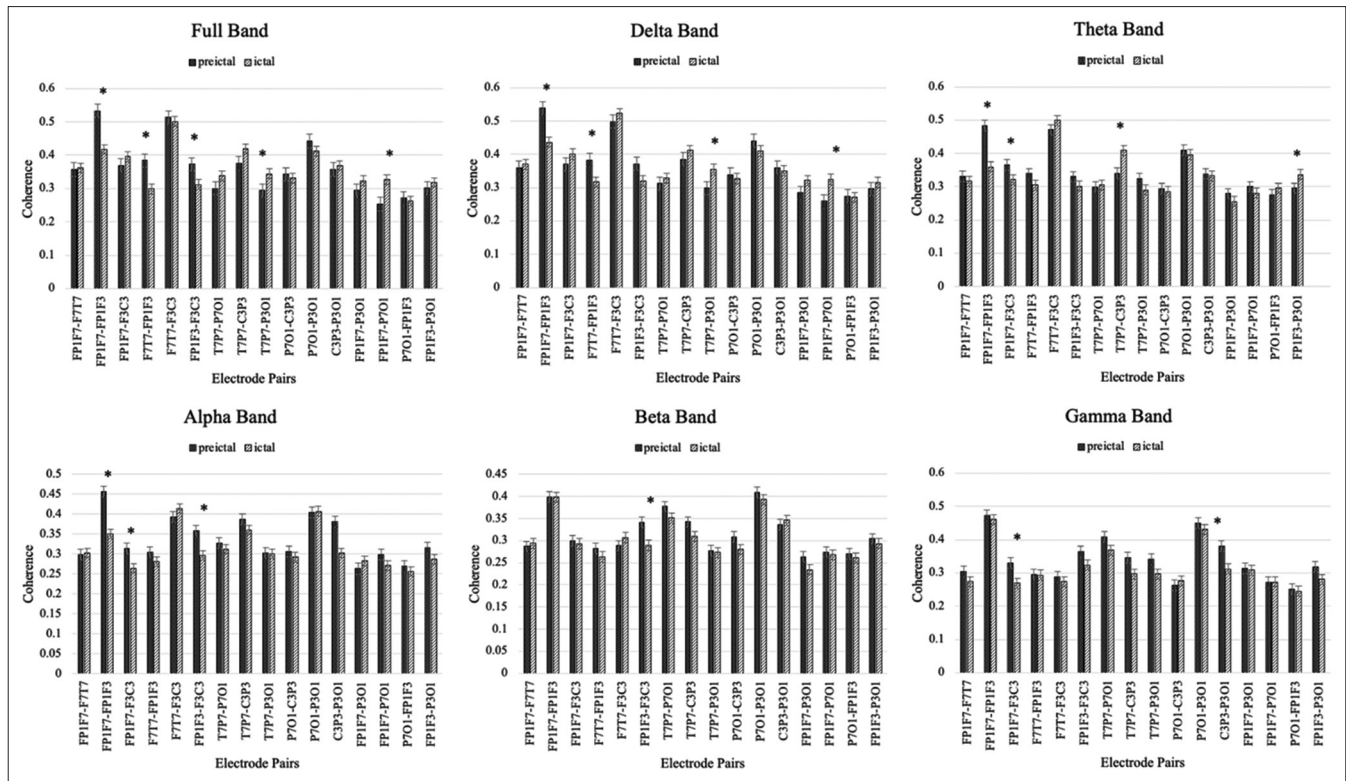 Full Band
preictal ictal
Coherence
0.6
0.5
0.4
0.3
0.2
0.1
0
* * * * *
FP1F7-F7T7
FP1F7-FP1F3
FP1F7-F3C3
F7T7-FP1F3
F7T7-F3C3
FP1F3-F3C3
T7P7-P7O1
T7P7-C3P3
T7P7-P3O1
P7O1-C3P3
P7O1-P3O1
C3P3-P3O1
FP1F7-P3O1
FP1F7-P7O1
P7O1-FP1F3
FP1F3-P3O1
Electrode Pairs
Delta Band
preictal ictal
Coherence
0.6
0.5
0.4
0.3
0.2
0.1
0
* * * *
FP1F7-F7T7
FP1F7-FP1F3
FP1F7-F3C3
F7T7-FP1F3
F7T7-F3C3
FP1F3-F3C3
T7P7-P7O1
T7P7-C3P3
T7P7-P3O1
P7O1-C3P3
P7O1-P3O1
C3P3-P3O1
FP1F7-P3O1
FP1F7-P7O1
P7O1-FP1F3
FP1F3-P3O1
Electrode Pairs
Theta Band
preictal ictal
Coherence
0.6
0.5
0.4
0.3
0.2
0.1
0
* * * *
FP1F7-F7T7
FP1F7-FP1F3
FP1F7-F3C3
F7T7-FP1F3
F7T7-F3C3
FP1F3-F3C3
T7P7-P7O1
T7P7-C3P3
T7P7-P3O1
P7O1-C3P3
P7O1-P3O1
C3P3-P3O1
FP1F7-P3O1
FP1F7-P7O1
P7O1-FP1F3
FP1F3-P3O1
Electrode Pairs
Alpha Band
preictal ictal
Coherence
0.5
0.45
0.4
0.35
0.3
0.25
0.2
0.15
0.1
0.05
0
* * *
FP1F7-F7T7
FP1F7-FP1F3
FP1F7-F3C3
F7T7-FP1F3
F7T7-F3C3
FP1F3-F3C3
T7P7-P7O1
T7P7-C3P3
T7P7-P3O1
P7O1-C3P3
P7O1-P3O1
C3P3-P3O1
FP1F7-P3O1
FP1F7-P7O1
P7O1-FP1F3
FP1F3-P3O1
Electrode Pairs
Beta Band
preictal ictal
Coherence
0.45
0.4
0.35
0.3
0.25
0.2
0.15
0.1
0.05
0
*
FP1F7-F7T7
FP1F7-FP1F3
FP1F7-F3C3
F7T7-FP1F3
F7T7-F3C3
FP1F3-F3C3
T7P7-P7O1
T7P7-C3P3
T7P7-P3O1
P7O1-C3P3
P7O1-P3O1
C3P3-P3O1
FP1F7-P3O1
FP1F7-P7O1
P7O1-FP1F3
FP1F3-P3O1
Electrode Pairs
Gamma Band
preictal ictal
Coherence
0.6
0.5
0.4
0.3
0.2
0.1
0
* *
FP1F7-F7T7
FP1F7-FP1F3
FP1F7-F3C3
F7T7-FP1F3
F7T7-F3C3
FP1F3-F3C3
T7P7-P7O1
T7P7-C3P3
T7P7-P3O1
P7O1-C3P3
P7O1-P3O1
C3P3-P3O1
FP1F7-P3O1
FP1F7-P7O1
P7O1-FP1F3
FP1F3-P3O1
Electrode Pairs